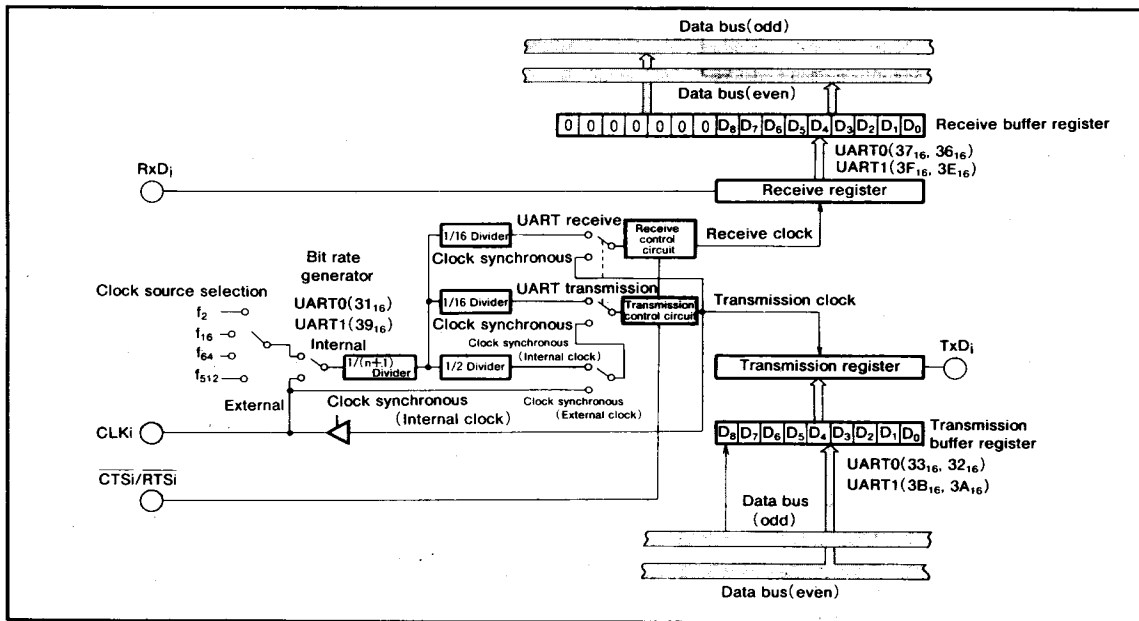 Data bus(odd)
Data bus(even)
0 0 0 0 0 0 0 D8 D7 D6 D5 D4 D3 D2 D1 D0
Receive buffer register
UART0(37₁₆, 36₁₆)
UART1(3F₁₆, 3E₁₆)
RxDi
Receive register
UART receive
1/16 Divider
Receive control circuit
Receive clock
Clock synchronous
Bit rate generator
UART0(31₁₆)
UART1(39₁₆)
Clock source selection
f2
f16
f64
f512
Internal
External
1/(n+1) Divider
1/16 Divider
UART transmission
Transmission control circuit
Transmission clock
Clock synchronous
Clock synchronous
(Internal clock)
1/2 Divider
Clock synchronous
(External clock)
Transmission register
TxDi
Clock synchronous
(Internal clock)
CLKi
D8 D7 D6 D5 D4 D3 D2 D1 D0
Transmission
buffer register
UART0(33₁₆, 32₁₆)
UART1(3B₁₆, 3A₁₆)
CTSi/RTSi
Data bus
(odd)
Data bus(even)